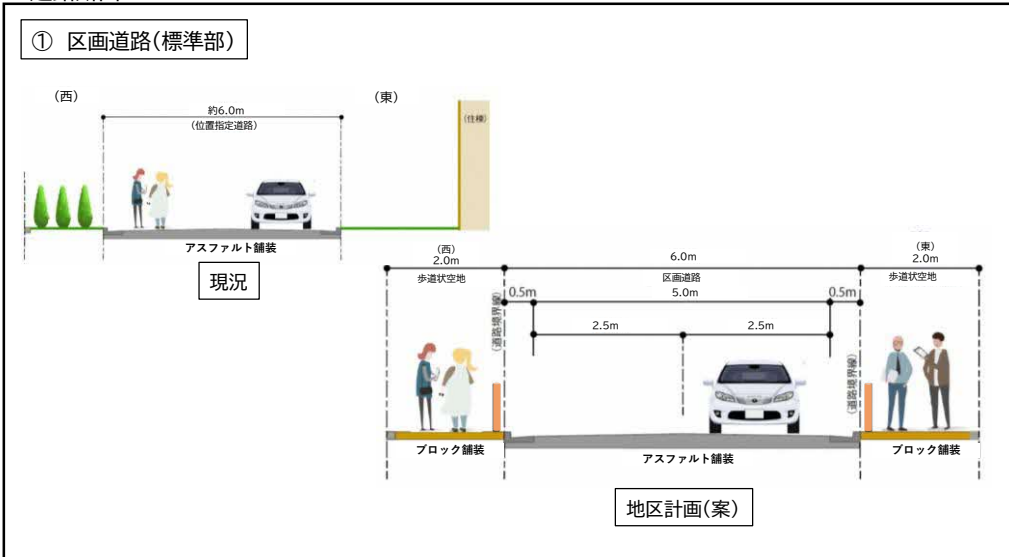 ① 区画道路(標準部)
(西)
(東)
約6.0m
(位置指定道路)
(住棟)
アスファルト舗装
現況
(西)
2.0m
歩道状空地
6.0m
区画道路
(東)
2.0m
歩道状空地
0.5m
5.0m
0.5m
2.5m
2.5m
(道路境界線)
(道路境界線)
ブロック舗装
アスファルト舗装
ブロック舗装
地区計画(案)